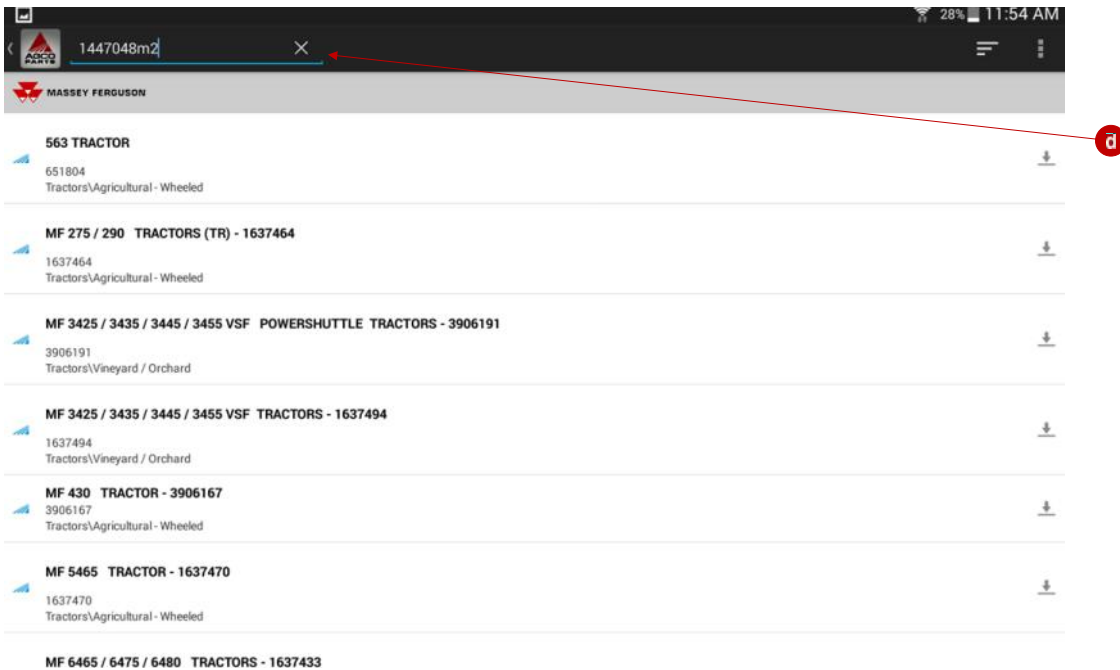 28% 11:54 AM
AGCO
PARTS
1447048m2
MASSEY FERGUSON
d
563 TRACTOR
651804
Tractors\Agricultural - Wheeled
MF 275 / 290 TRACTORS (TR) - 1637464
1637464
Tractors\Agricultural - Wheeled
MF 3425 / 3435 / 3445 / 3455 VSF POWERSHUTTLE TRACTORS - 3906191
3906191
Tractors\Vineyard / Orchard
MF 3425 / 3435 / 3445 / 3455 VSF TRACTORS - 1637494
1637494
Tractors\Vineyard / Orchard
MF 430 TRACTOR - 3906167
3906167
Tractors\Agricultural - Wheeled
MF 5465 TRACTOR - 1637470
1637470
Tractors\Agricultural - Wheeled
MF 6465 / 6475 / 6480 TRACTORS - 1637433